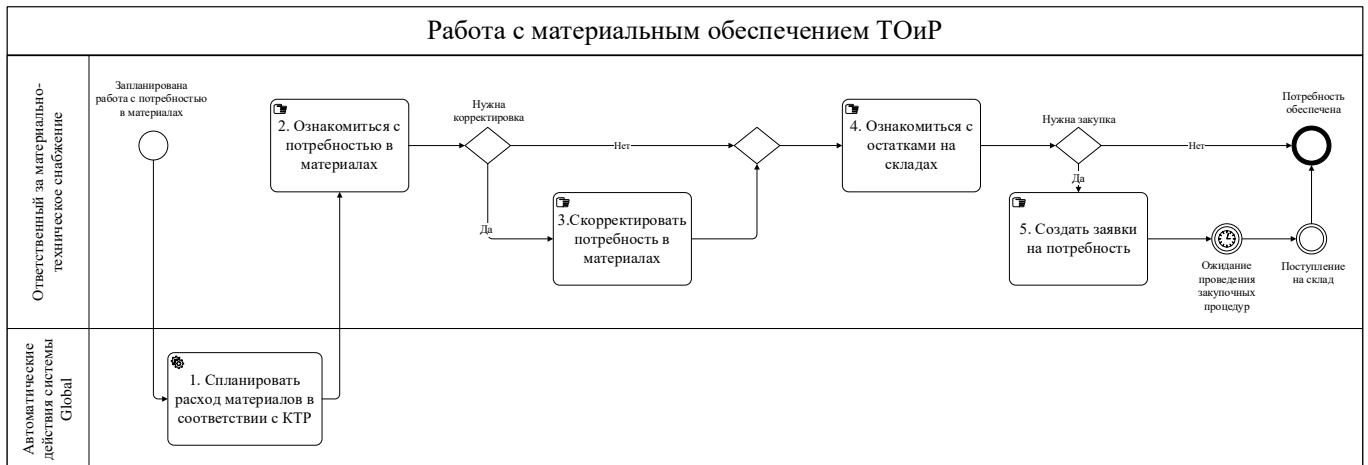 Работа с материальным обеспечением ТОиР
Ответственный за материально-
техническое снабжение
Запланирована
работа с потребностью
в материалах
2. Ознакомиться с
потребностью в
материалах
Нужна
корректировка
Нет
Да
3.Скорректировать
потребность в
материалах
4. Ознакомиться с
остатками на
складах
Нужна закупка
Нет
Да
5. Создать заявки
на потребность
Ожидание
проведения
закупочных
процедур
Поступление
на склад
Потребность
обеспечена
Автоматические
действия системы
Global
1. Спланировать
расход материалов в
соответствии с КТР